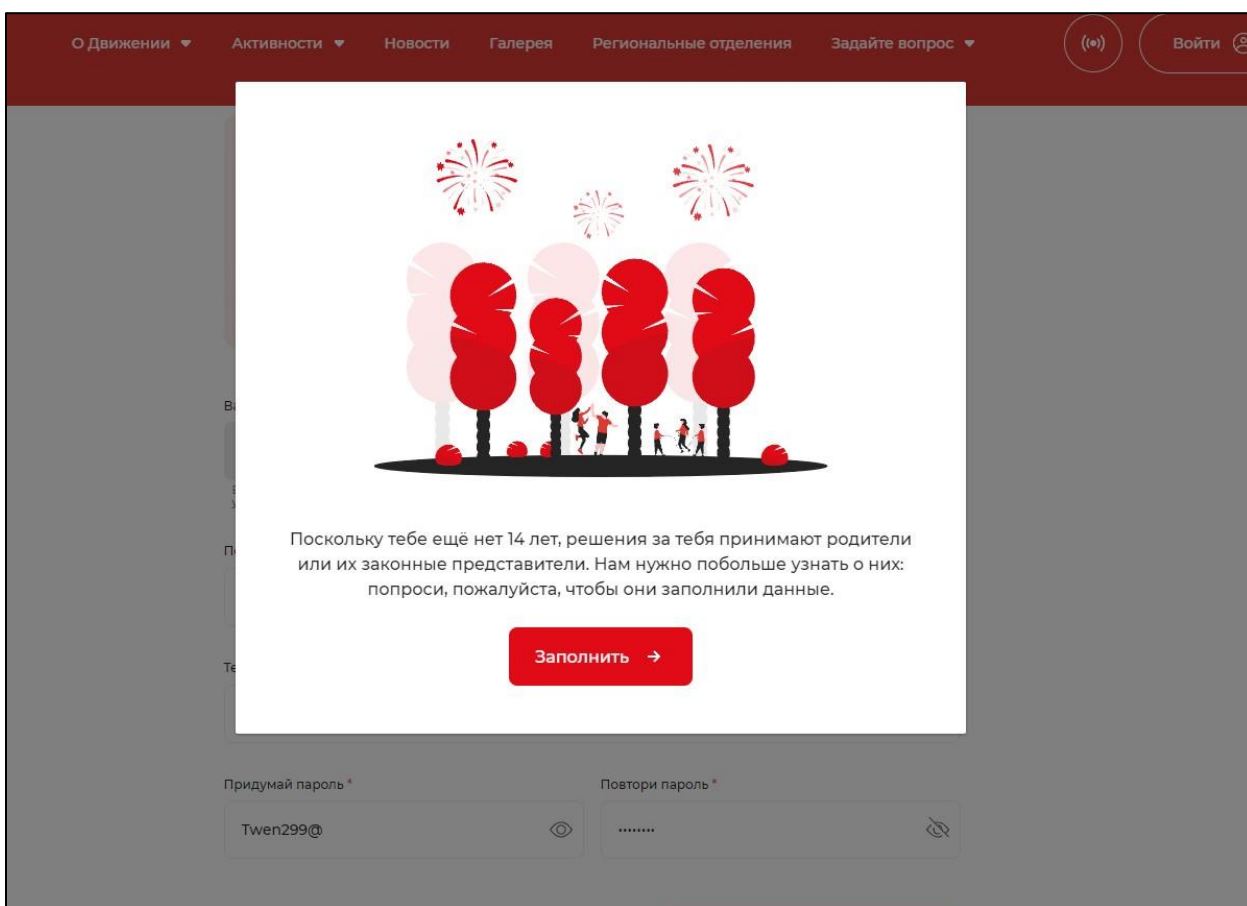 О Движении
Активности
Новости
Галерея
Региональные отделения
Задайте вопрос
Войти
Поскольку тебе ещё нет 14 лет, решения за тебя принимают родители
или их законные представители. Нам нужно побольше узнать о них:
попроси, пожалуйста, чтобы они заполнили данные.
Заполнить →
Придумай пароль *
Повтори пароль *
Twen299@
••••••••